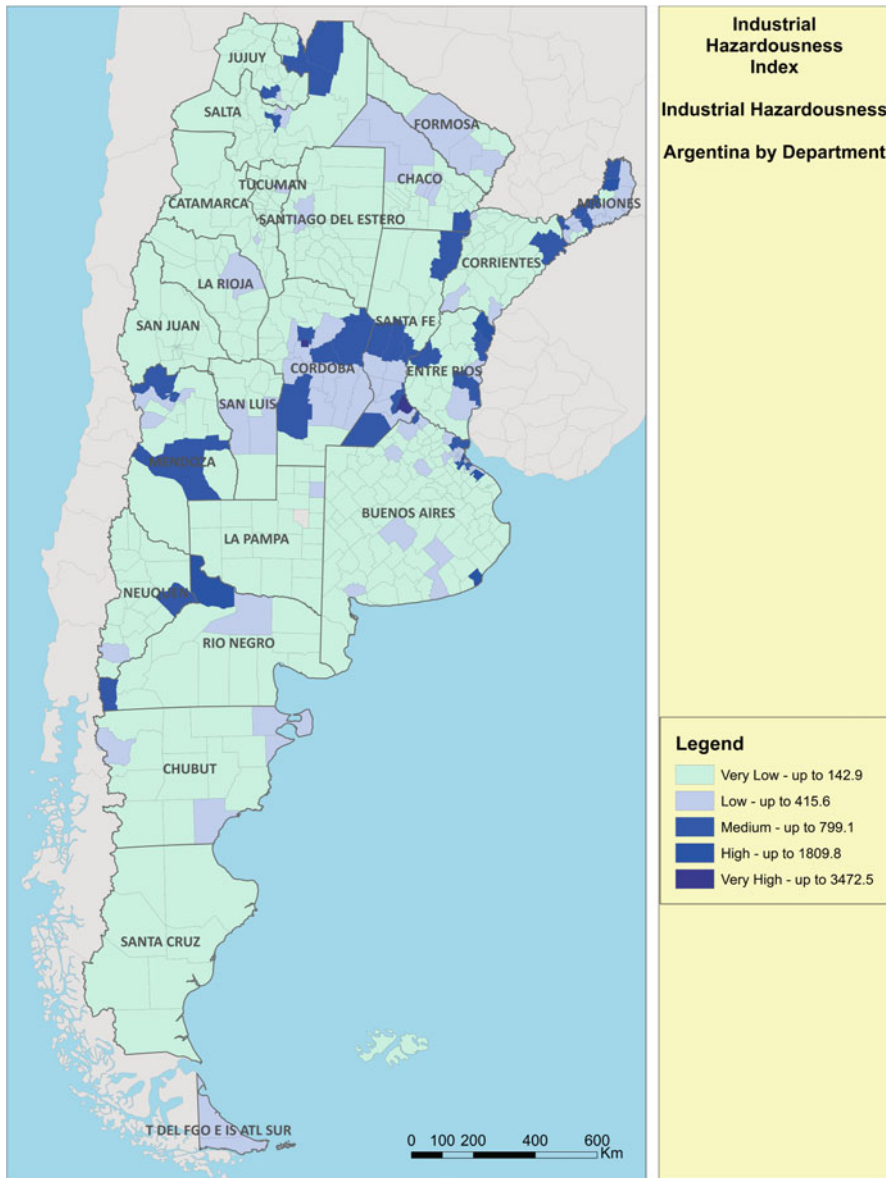 Industrial
Hazardousness
Index
Industrial Hazardousness
Argentina by Department
JUJUY
SALTA
FORMOSA
CHACO
TUCUMAN
CATAMARCA
SANTIAGO DEL ESTERO
MISIONES
CORRIENTES
LA RIOJA
SAN JUAN
SANTA FE
CORDOBA
ENTRE RIOS
SAN LUIS
MENDOZA
BUENOS AIRES
LA PAMPA
NEUQUEN
RIO NEGRO
CHUBUT
SANTA CRUZ
T DEL FGO E IS ATL SUR
0 100 200 400 600
Km
Legend
Very Low - up to 142.9
Low - up to 415.6
Medium - up to 799.1
High - up to 1809.8
Very High - up to 3472.5